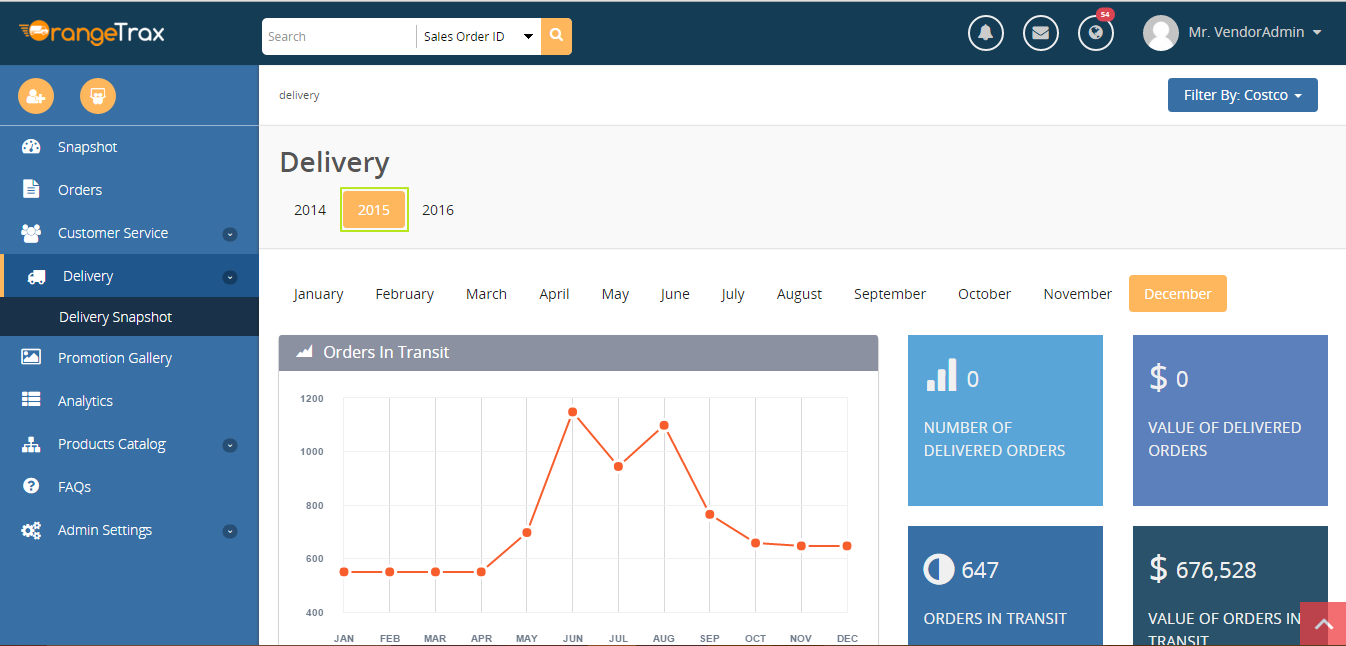 OrangeTrax
Search
Sales Order ID
54
Mr. VendorAdmin
delivery
Filter By: Costco
Snapshot
Orders
Customer Service
Delivery
Delivery Snapshot
Promotion Gallery
Analytics
Products Catalog
FAQs
Admin Settings
Delivery
2014 2015 2016
January February March April May June July August September October November December
Orders In Transit
1200
1000
800
600
400
JAN FEB MAR APR MAY JUN JUL AUG SEP OCT NOV DEC
0
NUMBER OF
DELIVERED ORDERS
$ 0
VALUE OF DELIVERED
ORDERS
647
ORDERS IN TRANSIT
$ 676,528
VALUE OF ORDERS IN
TRANSIT